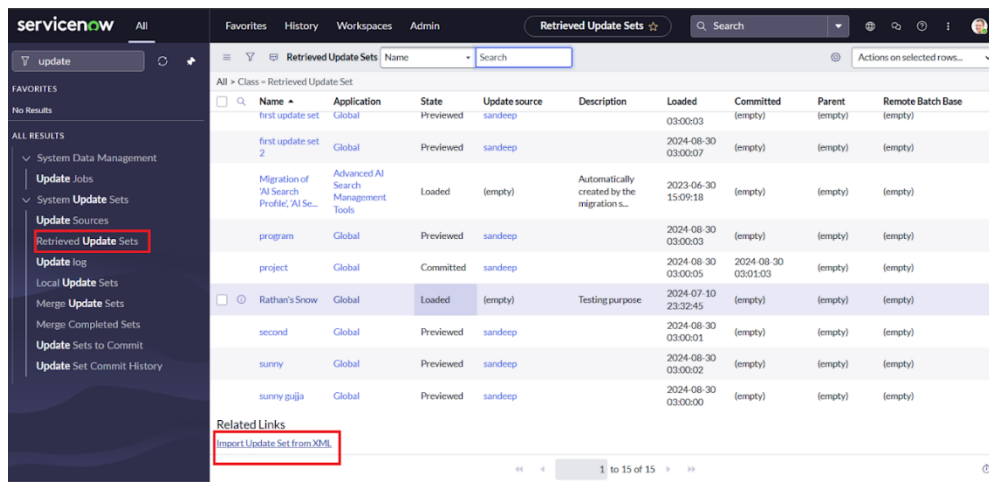 servicenow All Favorites History Workspaces Admin Retrieved Update Sets Search
update
FAVORITES
No Results
ALL RESULTS
System Data Management
Update Jobs
System Update Sets
Update Sources
Retrieved Update Sets
Update log
Local Update Sets
Merge Update Sets
Merge Completed Sets
Update Sets to Commit
Update Set Commit History
Retrieved Update Sets Name Search Actions on selected rows...
All > Class = Retrieved Update Set
Name Application State Update source Description Loaded Committed Parent Remote Batch Base
first update set Global Previewed sandeep 03:00:03 (empty) (empty) (empty)
first update set 2 Global Previewed sandeep 2024-08-30 03:00:07 (empty) (empty) (empty)
Migration of 'AI Search Profile', 'AI Se... Advanced AI Search Management Tools Loaded (empty) Automatically created by the migration s... 2023-06-30 15:09:18 (empty) (empty) (empty)
program Global Previewed sandeep 2024-08-30 03:00:03 (empty) (empty) (empty)
project Global Committed sandeep 2024-08-30 03:00:05 2024-08-30 03:01:03 (empty) (empty)
Rathan's Snow Global Loaded (empty) Testing purpose 2024-07-10 23:32:45 (empty) (empty) (empty)
second Global Previewed sandeep 2024-08-30 03:00:01 (empty) (empty) (empty)
sunny Global Previewed sandeep 2024-08-30 03:00:02 (empty) (empty) (empty)
sunny gujja Global Previewed sandeep 2024-08-30 03:00:00 (empty) (empty) (empty)
Related Links
Import Update Set from XML
1 to 15 of 15